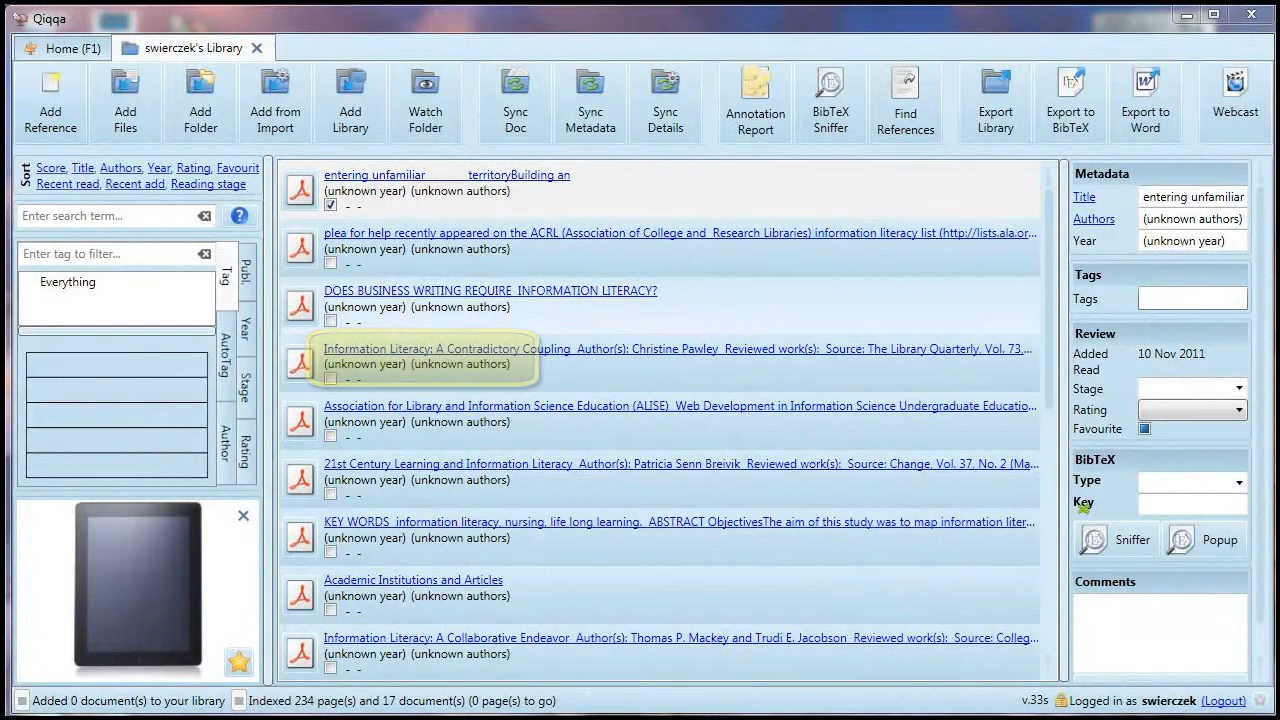 Qiqqa
Home (F1)
swierczek's Library
Add Reference
Add Files
Add Folder
Add from Import
Add Library
Watch Folder
Sync Doc
Sync Metadata
Sync Details
Annotation Report
BibTeX Sniffer
Find References
Export Library
Export to BibTeX
Export to Word
Webcast
Sort
Score, Title, Authors, Year, Rating, Favourit
Recent read, Recent add, Reading stage
Enter search term...
Enter tag to filter...
Everything
Tag
AutoTag
Author
Publ.
Year
Stage
Rating
entering unfamiliar territoryBuilding an
(unknown year) (unknown authors)
- -
plea for help recently appeared on the ACRL (Association of College and Research Libraries) information literacy list (http://lists.ala.or...
(unknown year) (unknown authors)
- -
DOES BUSINESS WRITING REQUIRE INFORMATION LITERACY?
(unknown year) (unknown authors)
- -
Information Literacy: A Contradictory Coupling Author(s): Christine Pawley Reviewed work(s): Source: The Library Quarterly, Vol. 73,...
(unknown year) (unknown authors)
- -
Association for Library and Information Science Education (ALISE) Web Development in Information Science Undergraduate Educatio...
(unknown year) (unknown authors)
- -
21st Century Learning and Information Literacy Author(s): Patricia Senn Breivik Reviewed work(s): Source: Change, Vol. 37, No. 2 (Ma...
(unknown year) (unknown authors)
- -
KEY WORDS information literacy, nursing, life long learning. ABSTRACT ObjectivesThe aim of this study was to map information liter...
(unknown year) (unknown authors)
- -
Academic Institutions and Articles
(unknown year) (unknown authors)
- -
Information Literacy: A Collaborative Endeavor Author(s): Thomas P. Mackey and Trudi E. Jacobson Reviewed work(s): Source: Colleg...
(unknown year) (unknown authors)
- -
Metadata
Title entering unfamiliar
Authors (unknown authors)
Year (unknown year)
Tags
Tags
Review
Added 10 Nov 2011
Read
Stage
Rating
Favourite
BibTeX
Type
Key
Sniffer
Popup
Comments
Added 0 document(s) to your library
Indexed 234 page(s) and 17 document(s) (0 page(s) to go)
v.33s
Logged in as swierczek (Logout)